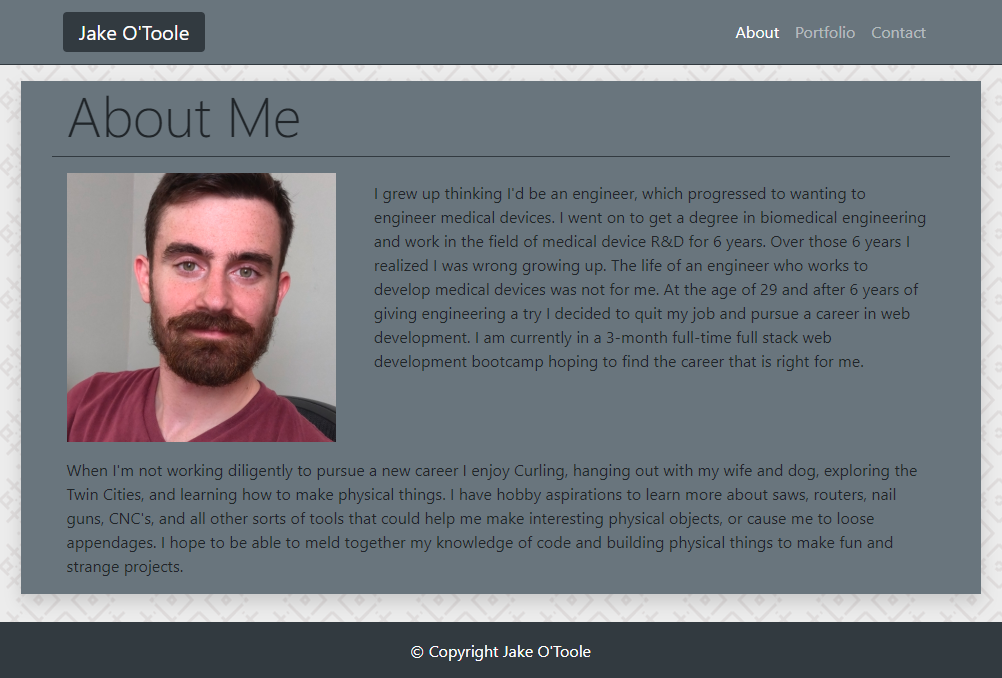 Jake O'Toole
About Portfolio Contact
About Me
I grew up thinking I'd be an engineer, which progressed to wanting to
engineer medical devices. I went on to get a degree in biomedical engineering
and work in the field of medical device R&D for 6 years. Over those 6 years I
realized I was wrong growing up. The life of an engineer who works to
develop medical devices was not for me. At the age of 29 and after 6 years of
giving engineering a try I decided to quit my job and pursue a career in web
development. I am currently in a 3-month full-time full stack web
development bootcamp hoping to find the career that is right for me.
When I'm not working diligently to pursue a new career I enjoy Curling, hanging out with my wife and dog, exploring the
Twin Cities, and learning how to make physical things. I have hobby aspirations to learn more about saws, routers, nail
guns, CNC's, and all other sorts of tools that could help me make interesting physical objects, or cause me to loose
appendages. I hope to be able to meld together my knowledge of code and building physical things to make fun and
strange projects.
© Copyright Jake O'Toole